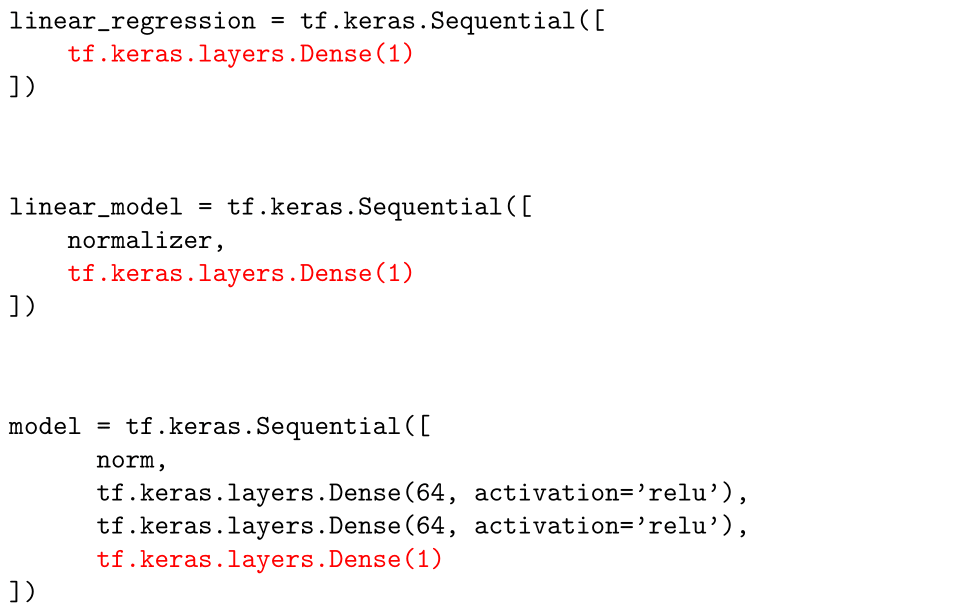 linear_regression = tf.keras.Sequential([
    tf.keras.layers.Dense(1)
])
linear_model = tf.keras.Sequential([
    normalizer,
    tf.keras.layers.Dense(1)
])
model = tf.keras.Sequential([
      norm,
      tf.keras.layers.Dense(64, activation=’relu’),
      tf.keras.layers.Dense(64, activation=’relu’),
      tf.keras.layers.Dense(1)
])